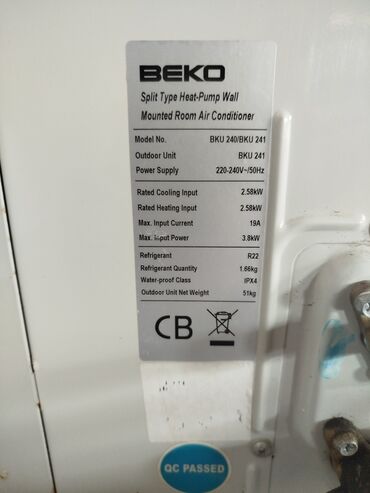 BEKO
Split Type Heat-Pump Wall
Mounted Room Air Conditioner
Model No. BKU 240/BKU 241
Outdoor Unit BKU 241
Power Supply 220-240V~/50Hz
Rated Cooling Input 2.58kW
Rated Heating Input 2.58kW
Max. Input Current 19A
Max. Input Power 3.8kW
Refrigerant R22
Refrigerant Quantity 1.66kg
Water-proof Class IPX4
Outdoor Unit Net Weight 51kg
CB
QC PASSED